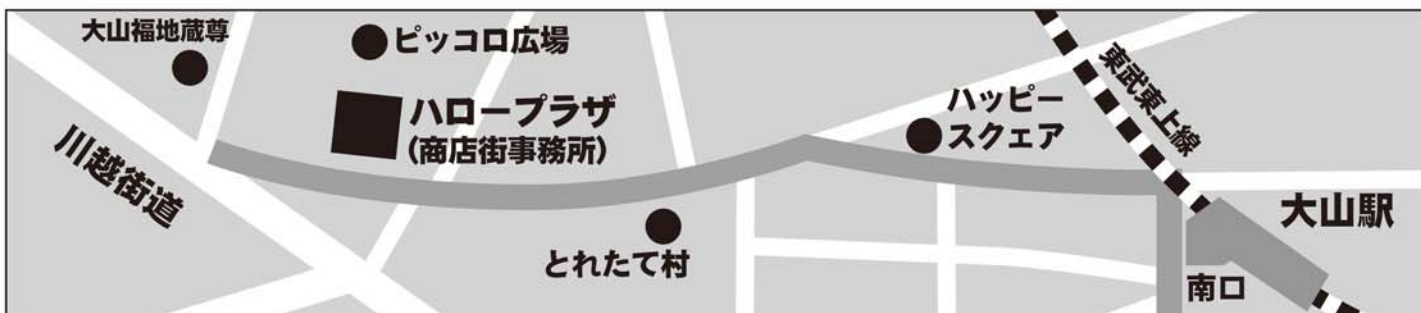 大山福地蔵尊
ピッコロ広場
ハロープラザ
(商店街事務所)
川越街道
とれたて村
ハッピー
スクェア
東武東上線
大山駅
南口